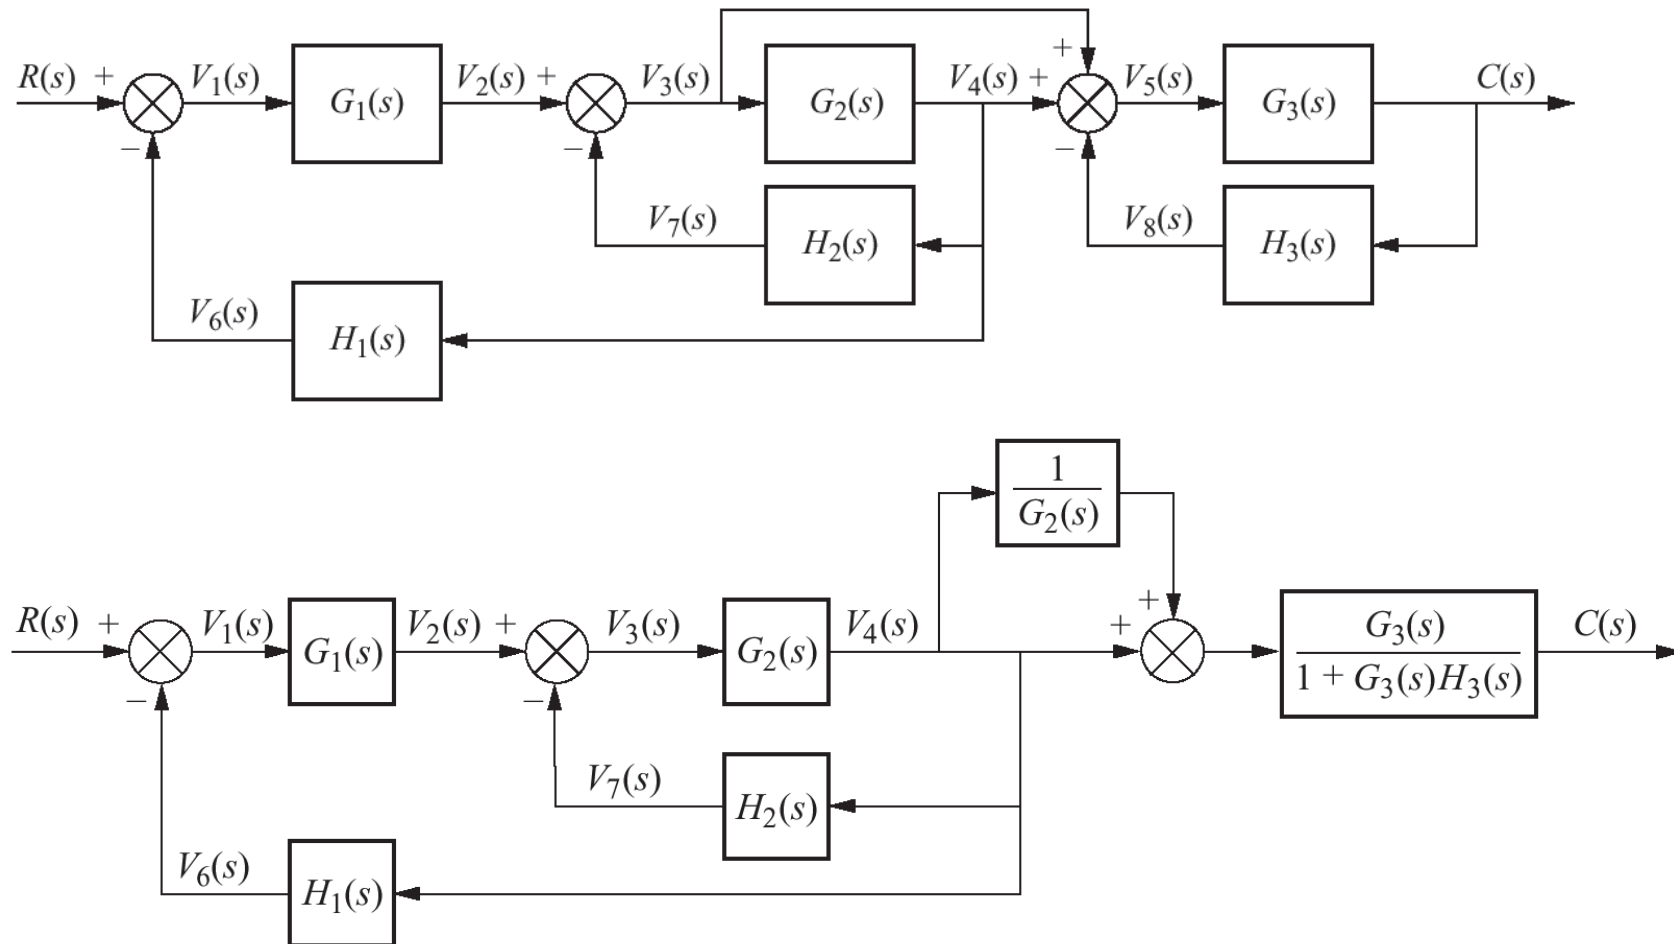 R(s) + V₁(s) G₁(s) V₂(s) + V₃(s) G₂(s) V₄(s) + + V₅(s) G₃(s) C(s)
− − −
V₇(s) H₂(s) V₈(s) H₃(s)
V₆(s) H₁(s)
1
G₂(s)
R(s) + V₁(s) G₁(s) V₂(s) + V₃(s) G₂(s) V₄(s) + + G₃(s) C(s)
1 + G₃(s)H₃(s)
− −
V₇(s) H₂(s)
V₆(s) H₁(s)